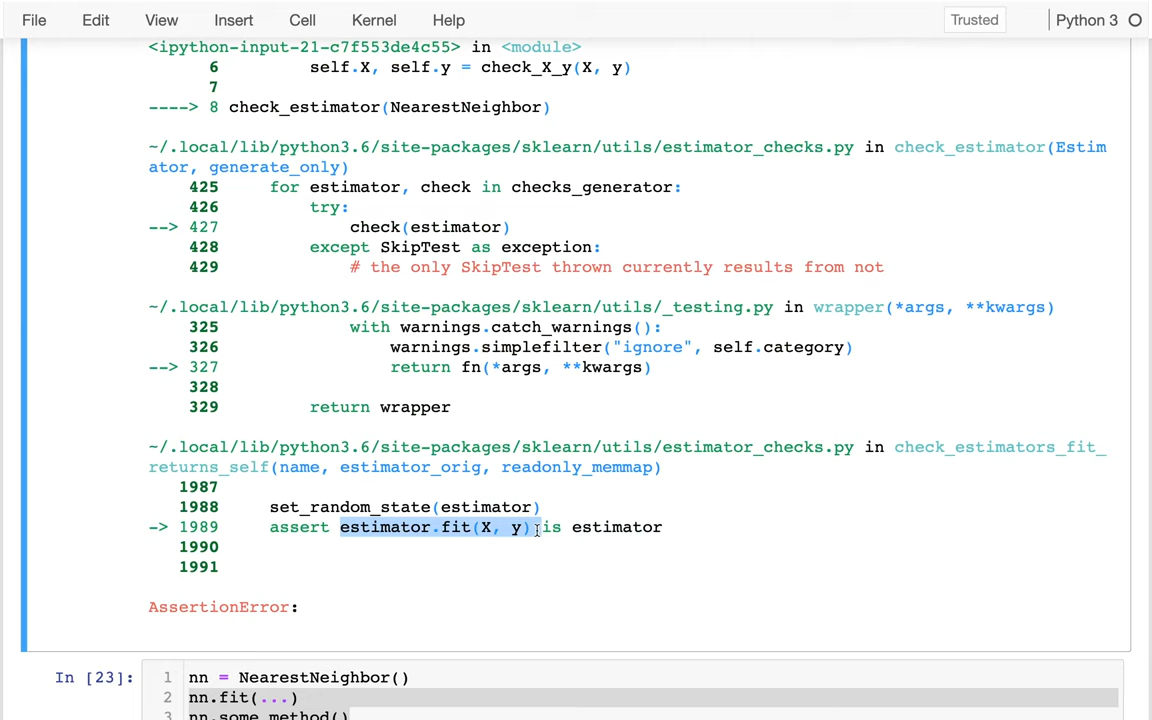 File Edit View Insert Cell Kernel Help Trusted Python 3
<ipython-input-21-c7f553de4c55> in <module>
6 self.X, self.y = check_X_y(X, y)
7
----> 8 check_estimator(NearestNeighbor)
~/.local/lib/python3.6/site-packages/sklearn/utils/estimator_checks.py in check_estimator(Estim
ator, generate_only)
425 for estimator, check in checks_generator:
426 try:
--> 427 check(estimator)
428 except SkipTest as exception:
429 # the only SkipTest thrown currently results from not
~/.local/lib/python3.6/site-packages/sklearn/utils/_testing.py in wrapper(*args, **kwargs)
325 with warnings.catch_warnings():
326 warnings.simplefilter("ignore", self.category)
--> 327 return fn(*args, **kwargs)
328
329 return wrapper
~/.local/lib/python3.6/site-packages/sklearn/utils/estimator_checks.py in check_estimators_fit_
returns_self(name, estimator_orig, readonly_memmap)
1987
1988 set_random_state(estimator)
-> 1989 assert estimator.fit(X, y) is estimator
1990
1991
AssertionError:
In [23]: 1 nn = NearestNeighbor()
2 nn.fit(...)
3 nn.some_method()